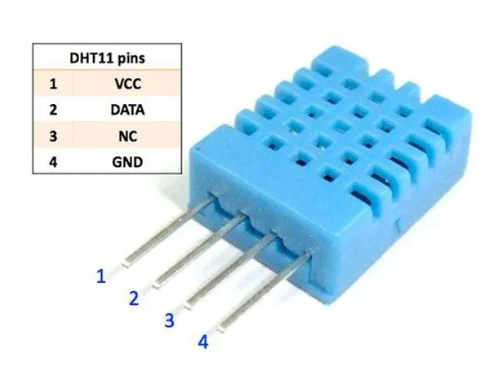 DHT11 pins
1 VCC
2 DATA
3 NC
4 GND
1
2
3
4